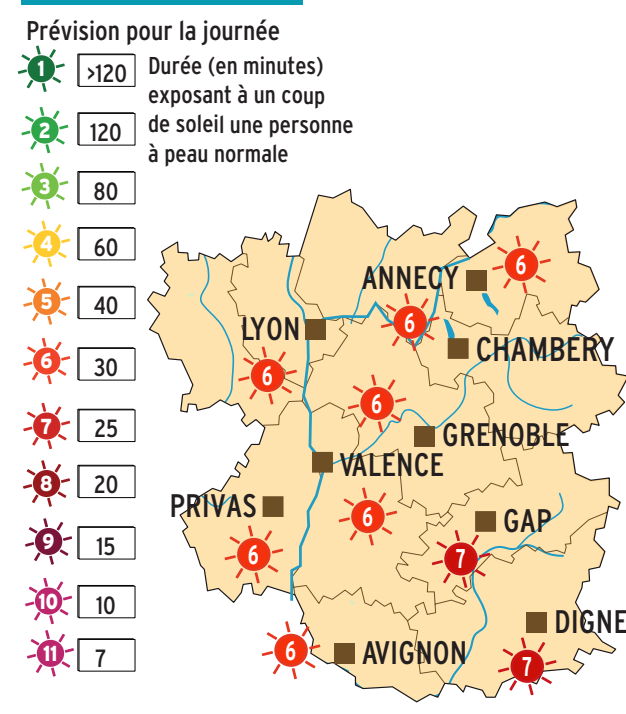 Prévision pour la journée
1 >120 Durée (en minutes)
exposant à un coup
2 120 de soleil une personne
à peau normale
3 80
4 60
5 40
6 30
7 25
8 20
9 15
10 10
11 7
6
ANNECY
6
LYON
CHAMBÉRY
6
6
GRENOBLE
VALENCE
PRIVAS
6
GAP
6
7
DIGNE
6
AVIGNON
7